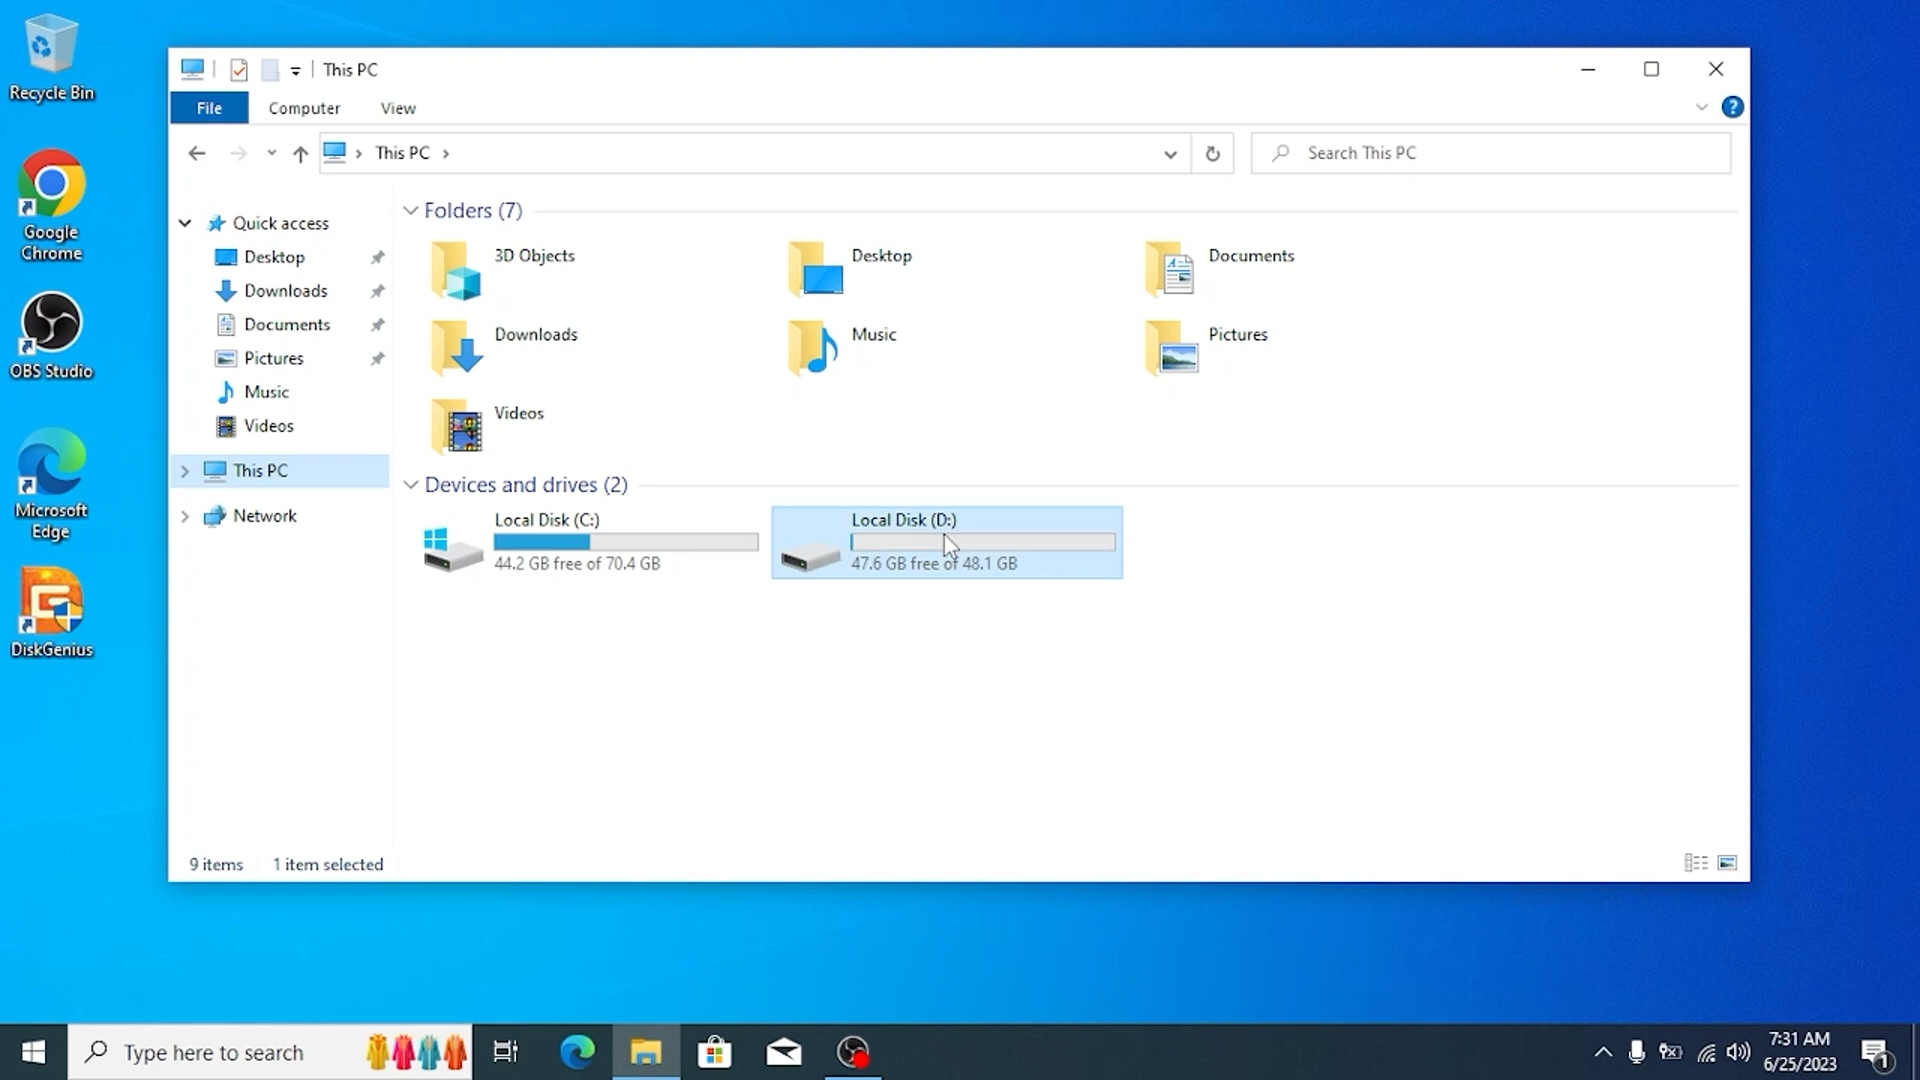 Recycle Bin
Google
Chrome
OBS Studio
Microsoft
Edge
DiskGenius
This PC
File
Computer
View
This PC
Search This PC
Quick access
Desktop
Downloads
Documents
Pictures
Music
Videos
This PC
Network
Folders (7)
3D Objects
Desktop
Documents
Downloads
Music
Pictures
Videos
Devices and drives (2)
Local Disk (C:)
44.2 GB free of 70.4 GB
Local Disk (D:)
47.6 GB free of 48.1 GB
9 items
1 item selected
Type here to search
7:31 AM
6/25/2023
1